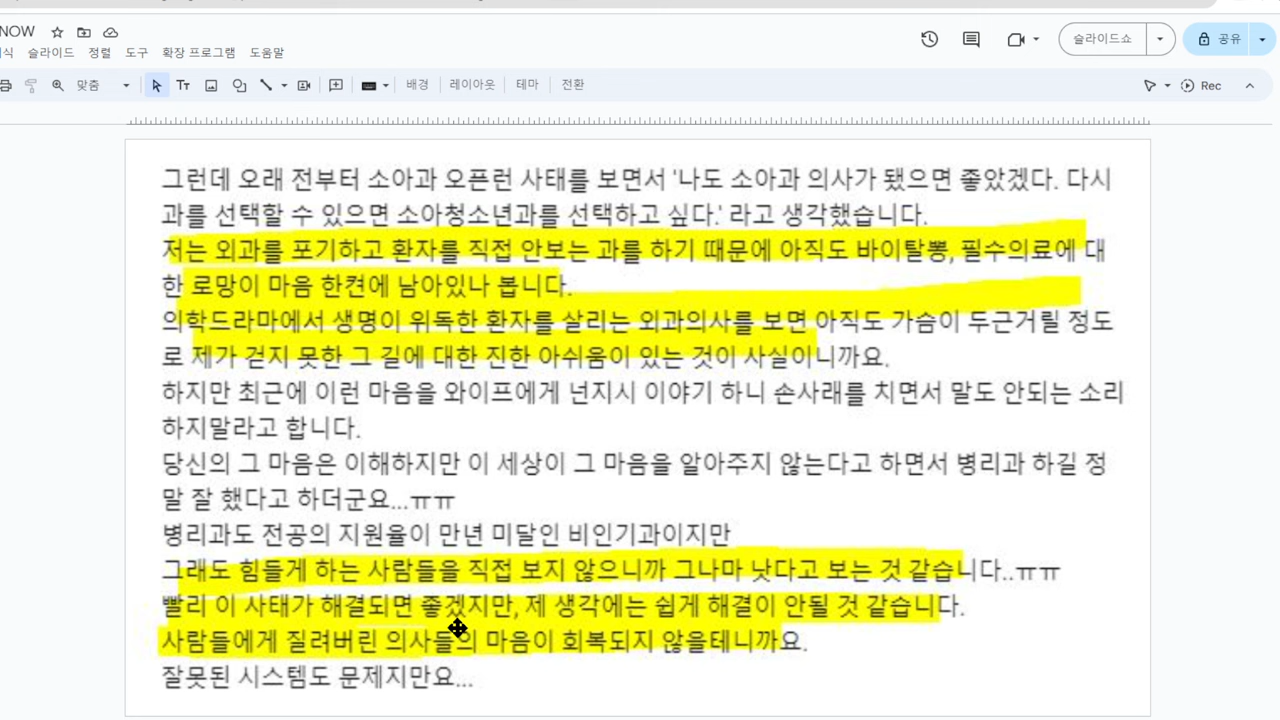 NOW
슬라이드 정렬 도구 확장 프로그램 도움말
슬라이드쇼
공유
맞춤
배경 레이아웃 테마 전환
Rec
그런데 오래 전부터 소아과 오픈런 사태를 보면서 '나도 소아과 의사가 됐으면 좋았겠다. 다시
과를 선택할 수 있으면 소아청소년과를 선택하고 싶다.' 라고 생각했습니다.
저는 외과를 포기하고 환자를 직접 안보는 과를 하기 때문에 아직도 바이탈뽕, 필수의료에 대
한 로망이 마음 한켠에 남아있나 봅니다.
의학드라마에서 생명이 위독한 환자를 살리는 외과의사를 보면 아직도 가슴이 두근거릴 정도
로 제가 걷지 못한 그 길에 대한 진한 아쉬움이 있는 것이 사실이니까요.
하지만 최근에 이런 마음을 와이프에게 넌지시 이야기 하니 손사래를 치면서 말도 안되는 소리
하지말라고 합니다.
당신의 그 마음은 이해하지만 이 세상이 그 마음을 알아주지 않는다고 하면서 병리과 하길 정
말 잘 했다고 하더군요...ㅠㅠ
병리과도 전공의 지원율이 만년 미달인 비인기과이지만
그래도 힘들게 하는 사람들을 직접 보지 않으니까 그나마 낫다고 보는 것 같습니다..ㅠㅠ
빨리 이 사태가 해결되면 좋겠지만, 제 생각에는 쉽게 해결이 안될 것 같습니다.
사람들에게 질려버린 의사들의 마음이 회복되지 않을테니까요.
잘못된 시스템도 문제지만요...